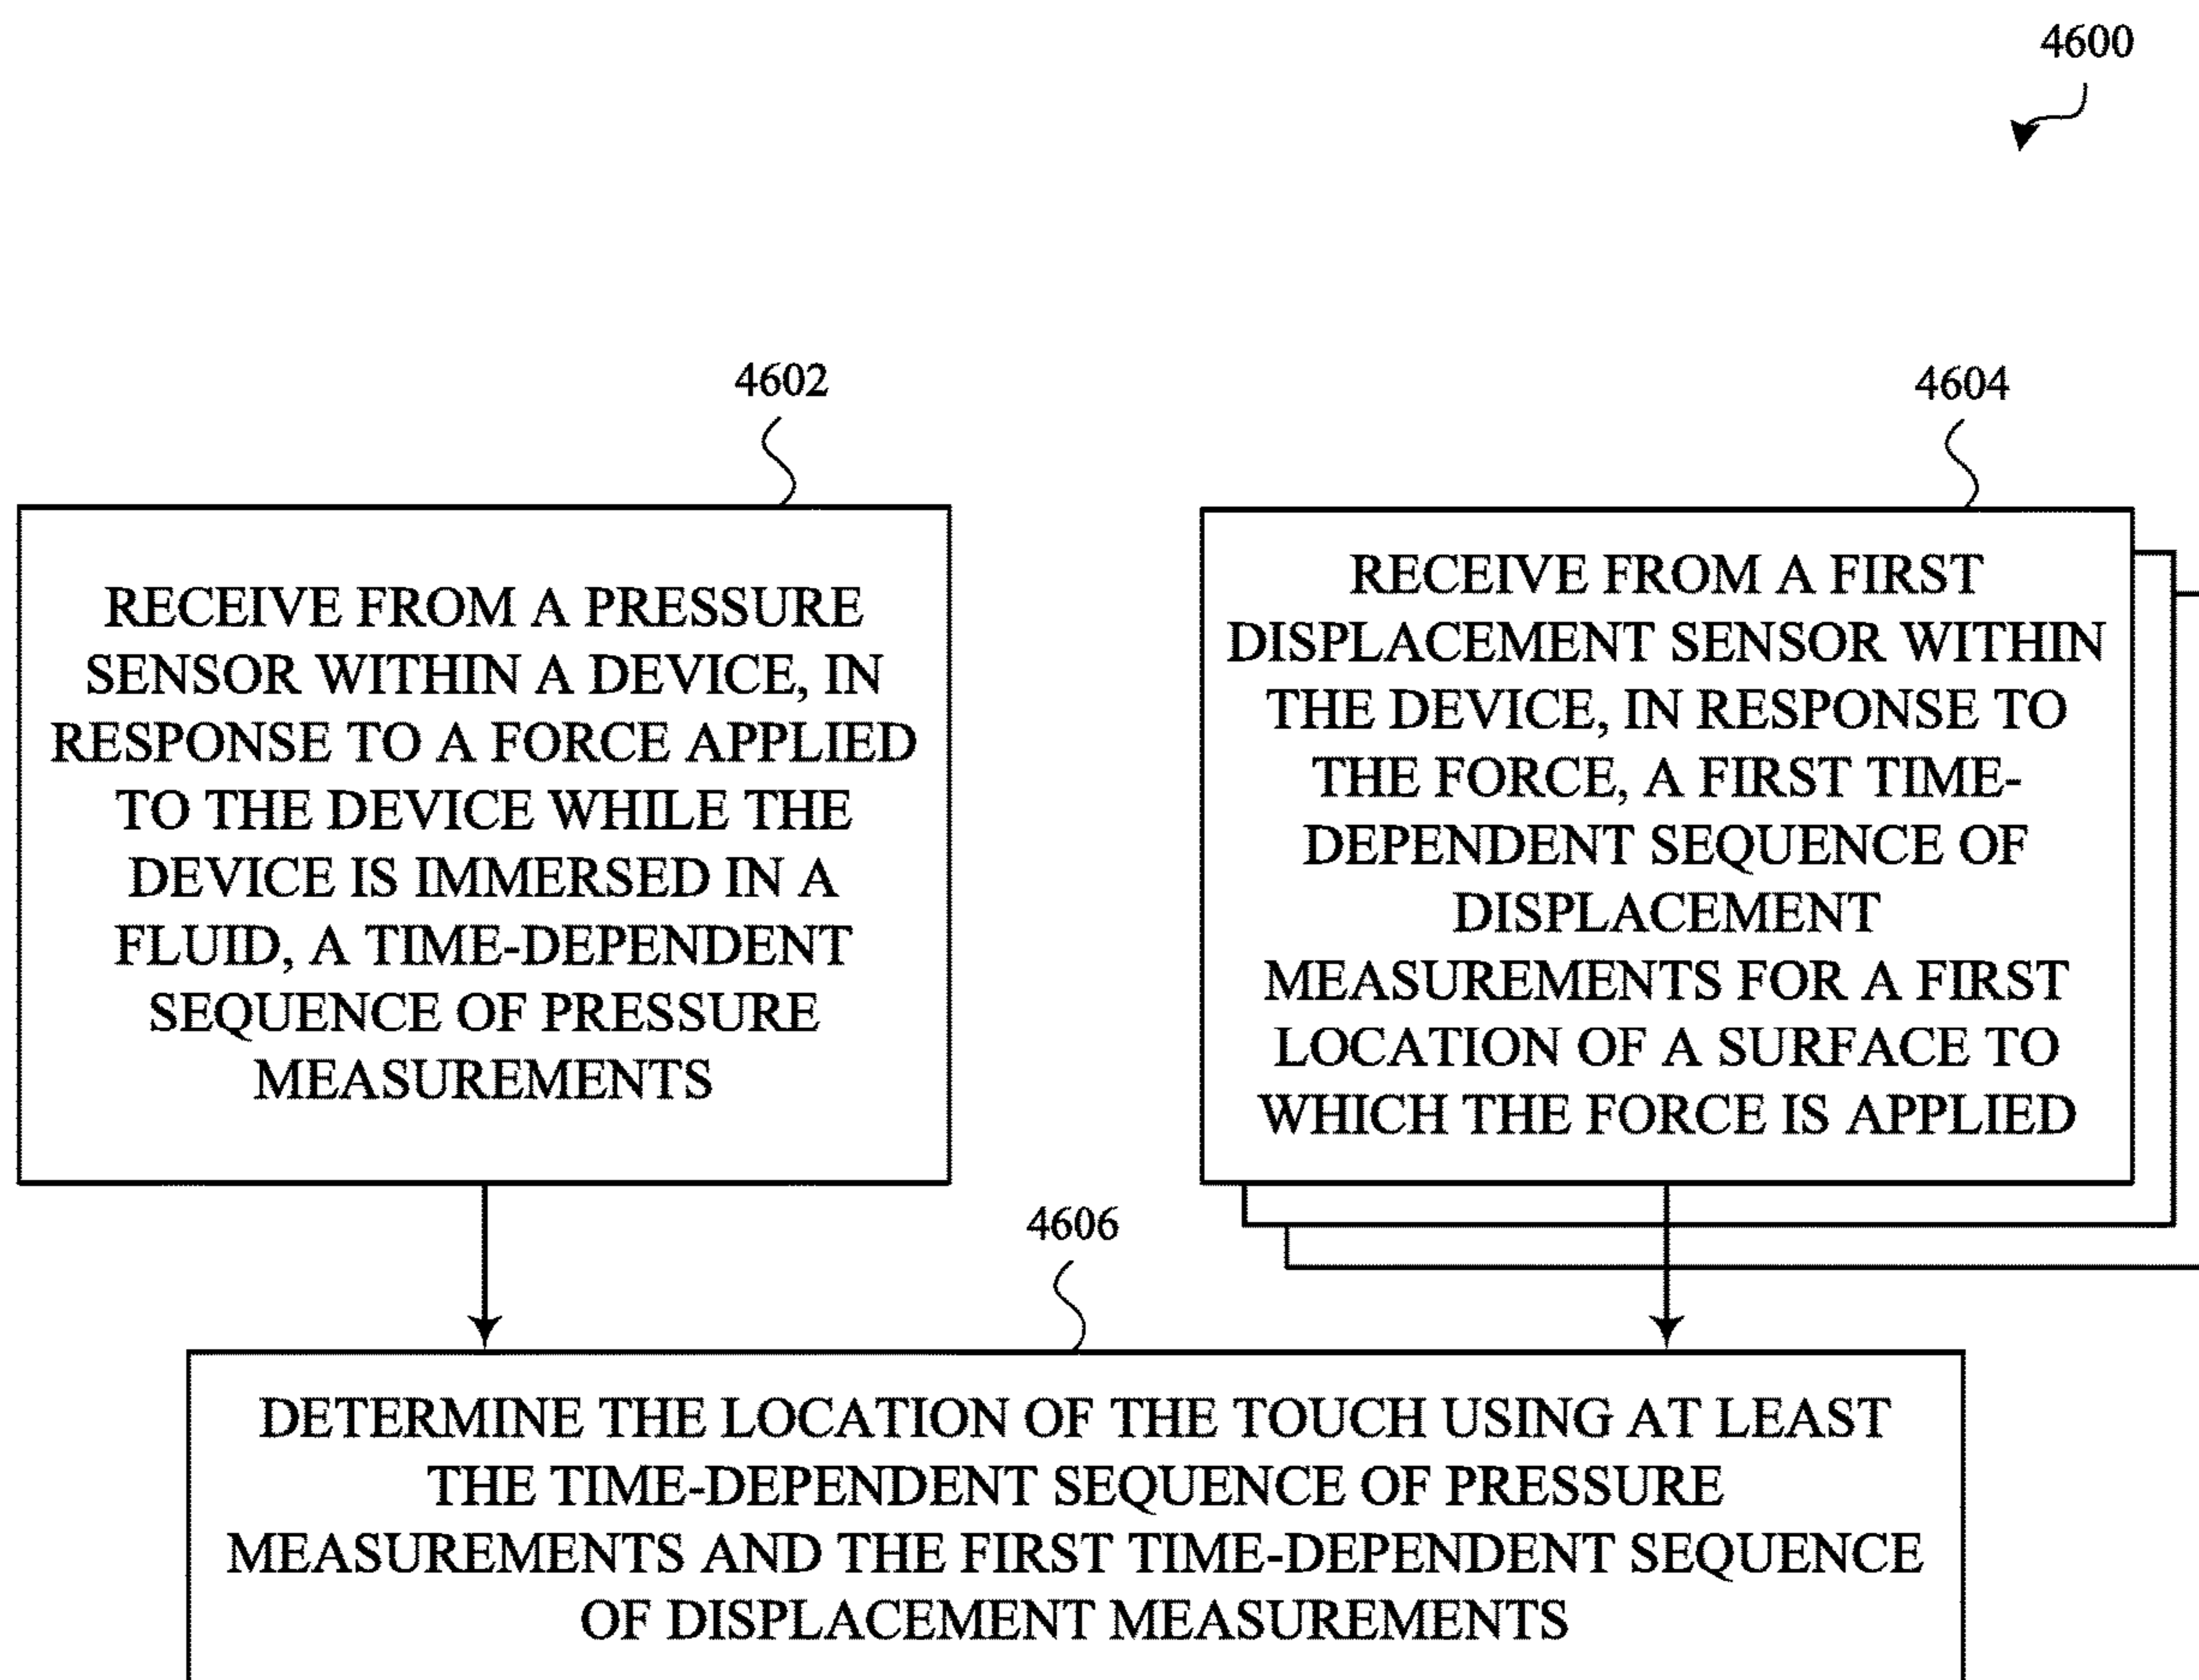 4600
4602
RECEIVE FROM A PRESSURE
SENSOR WITHIN A DEVICE, IN
RESPONSE TO A FORCE APPLIED
TO THE DEVICE WHILE THE
DEVICE IS IMMERSED IN A
FLUID, A TIME-DEPENDENT
SEQUENCE OF PRESSURE
MEASUREMENTS
4604
RECEIVE FROM A FIRST
DISPLACEMENT SENSOR WITHIN
THE DEVICE, IN RESPONSE TO
THE FORCE, A FIRST TIME-
DEPENDENT SEQUENCE OF
DISPLACEMENT
MEASUREMENTS FOR A FIRST
LOCATION OF A SURFACE TO
WHICH THE FORCE IS APPLIED
4606
DETERMINE THE LOCATION OF THE TOUCH USING AT LEAST
THE TIME-DEPENDENT SEQUENCE OF PRESSURE
MEASUREMENTS AND THE FIRST TIME-DEPENDENT SEQUENCE
OF DISPLACEMENT MEASUREMENTS